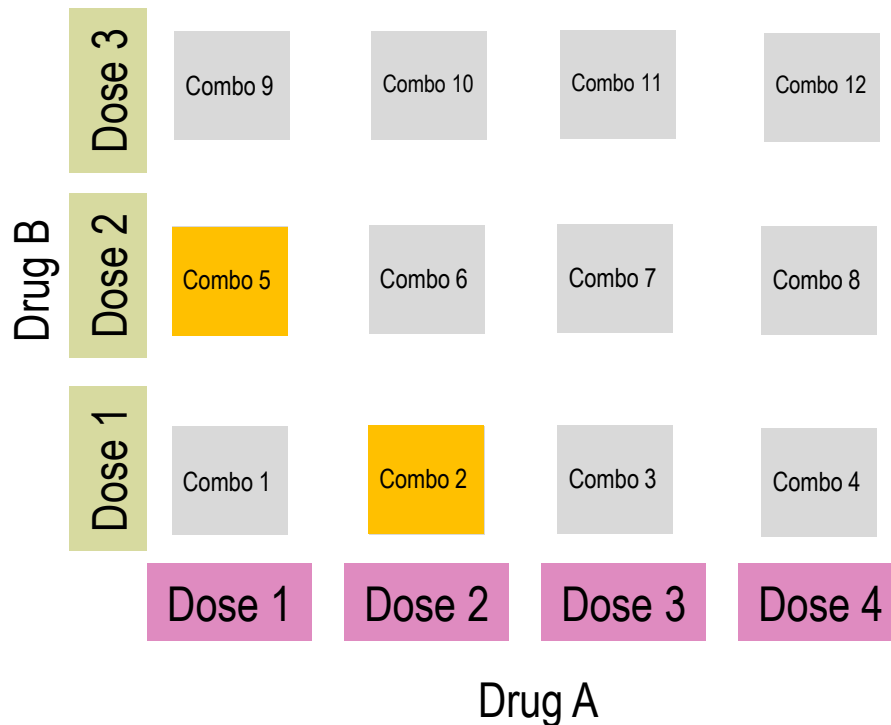 Dose 3
Combo 9
Combo 10
Combo 11
Combo 12
Drug B
Dose 2
Combo 5
Combo 6
Combo 7
Combo 8
Dose 1
Combo 1
Combo 2
Combo 3
Combo 4
Dose 1
Dose 2
Dose 3
Dose 4
Drug A